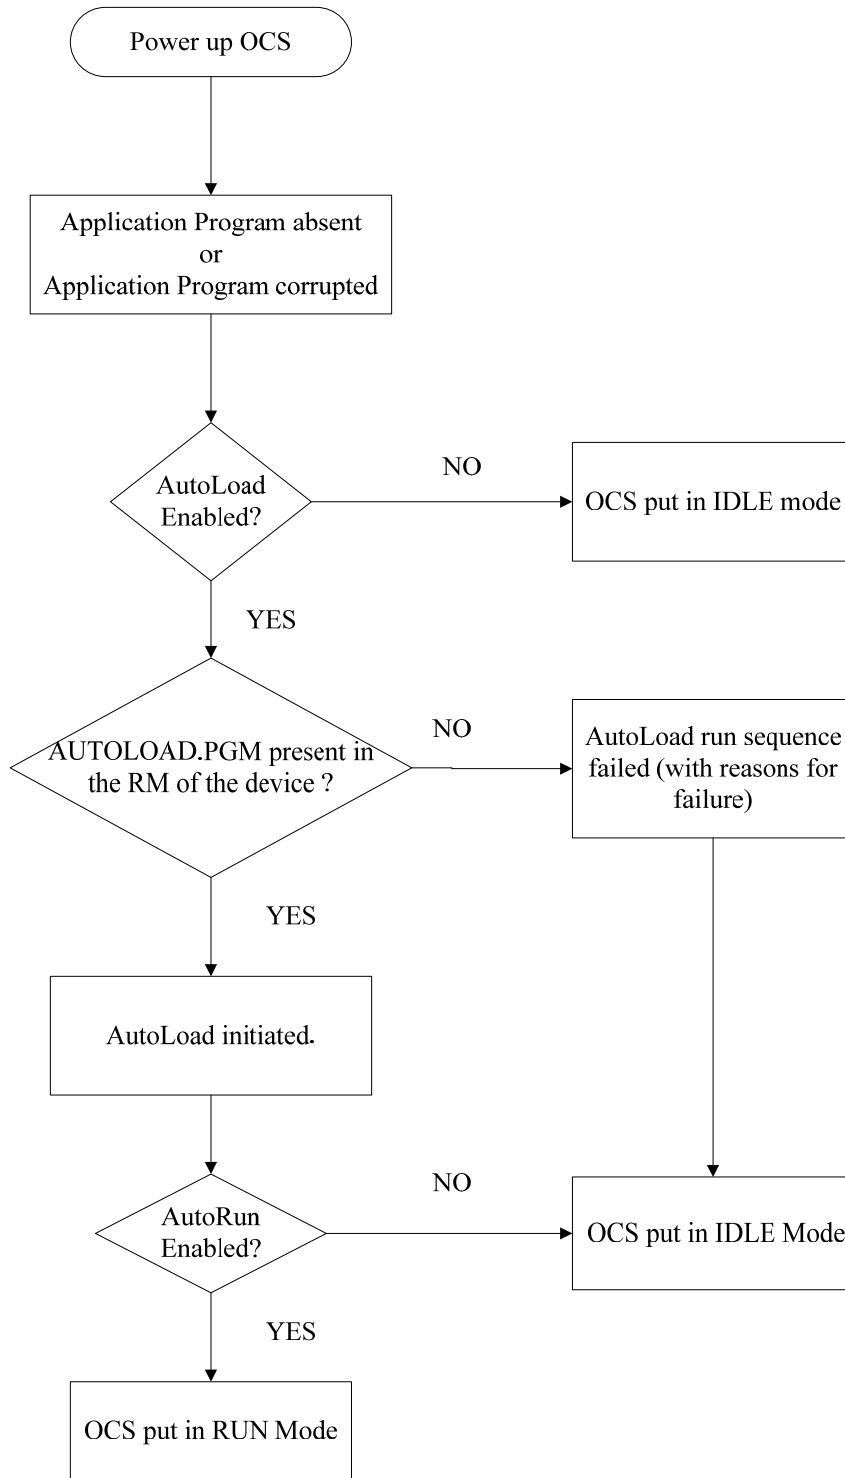 Power up OCS
Application Program absent
or
Application Program corrupted
AutoLoad
Enabled?
NO
OCS put in IDLE mode
YES
AUTOLOAD.PGM present in
the RM of the device ?
NO
AutoLoad run sequence
failed (with reasons for
failure)
YES
AutoLoad initiated.
AutoRun
Enabled?
NO
OCS put in IDLE Mode
YES
OCS put in RUN Mode